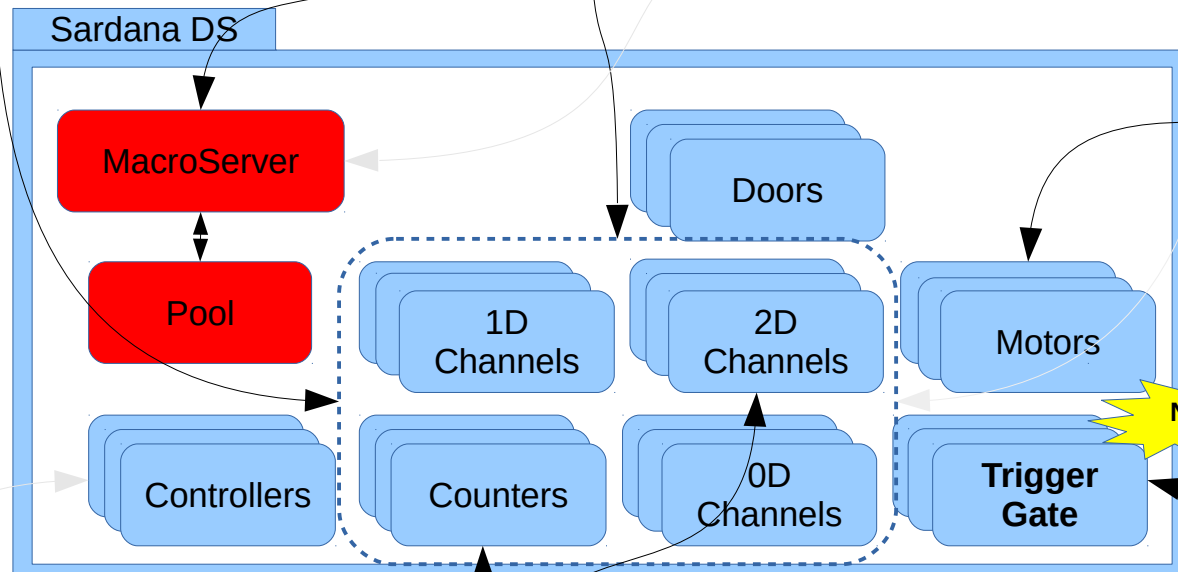 Sardana DS
MacroServer
Doors
Pool
1D
Channels
2D
Channels
Motors
Controllers
Counters
0D
Channels
Trigger
Gate